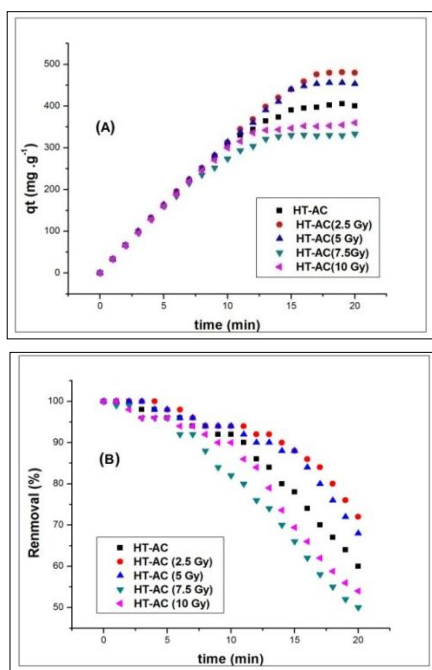 500
400
300
200
100
0
qt (mg .g-¹)
(A)
HT-AC
HT-AC(2.5 Gy)
HT-AC(5 Gy)
HT-AC(7.5Gy)
HT-AC(10 Gy)
0 5 10 15 20
time (min)
100
90
80
70
60
50
Renmoval (%)
(B)
HT-AC
HT-AC (2.5 Gy)
HT-AC (5 Gy)
HT-AC (7.5 Gy)
HT-AC (10 Gy)
0 5 10 15 20
time (min)